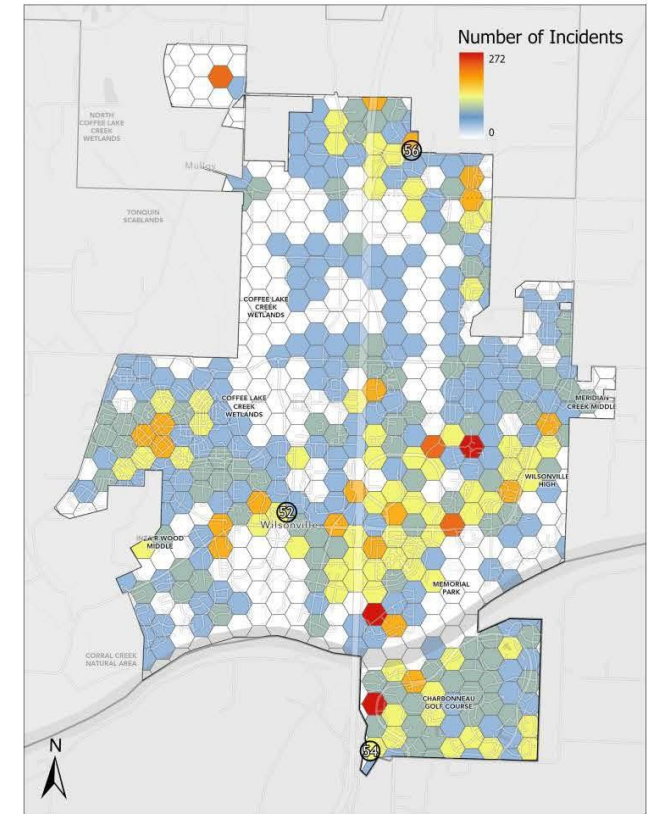 Number of Incidents
272
0
NORTH
COFFEE LAKE
CREEK
WETLANDS
56
TONQUIN
SCABLANDS
COFFEE LAKE
CREEK
WETLANDS
COFFEE LAKE
CREEK
WETLANDS
MERIDIAN
CREEK MIDDLE
WILSONVILLE
HIGH
52
Wilsonville
WOOD
MIDDLE
MEMORIAL
PARK
CORRAL CREEK
NATURAL AREA
CHARBONNEAU
GOLF COURSE
54
N